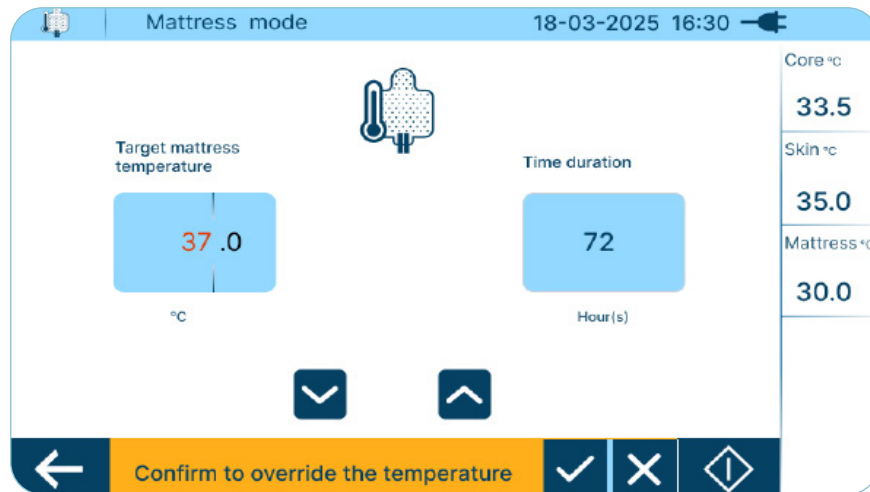 Mattress mode
18-03-2025 16:30
Core °C
33.5
Target mattress
temperature
Time duration
Skin °C
35.0
37 .0
72
Mattress °C
30.0
°C
Hour(s)
Confirm to override the temperature